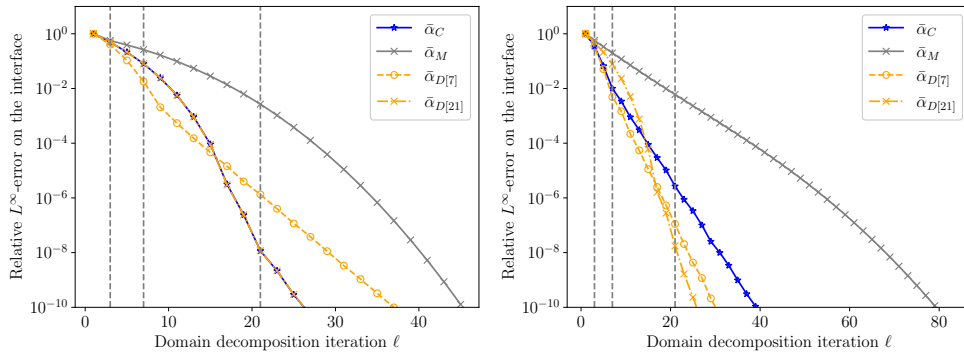 Relative L^∞-error on the interface
10^0
10^-2
10^-4
10^-6
10^-8
10^-10
0
10
20
30
40
Domain decomposition iteration ℓ
ᾱ_C
ᾱ_M
ᾱ_D[7]
ᾱ_D[21]
Relative L^∞-error on the interface
10^0
10^-2
10^-4
10^-6
10^-8
10^-10
0
20
40
60
80
Domain decomposition iteration ℓ
ᾱ_C
ᾱ_M
ᾱ_D[7]
ᾱ_D[21]